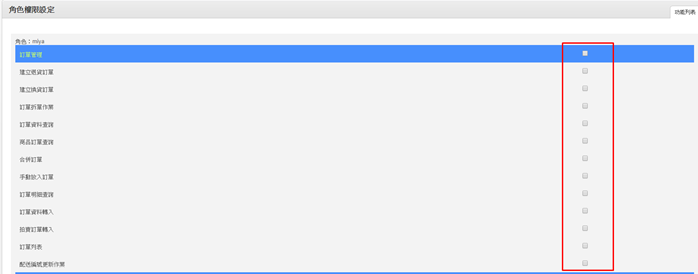 角色權限設定
功能列表
角色：miya
訂單管理
建立退貨訂單
建立換貨訂單
訂單拆單作業
訂單資料查詢
商品訂單查詢
合併訂單
手動放入訂單
訂單明細查詢
訂單資料轉入
拍賣訂單轉入
訂單列表
配送編號更新作業